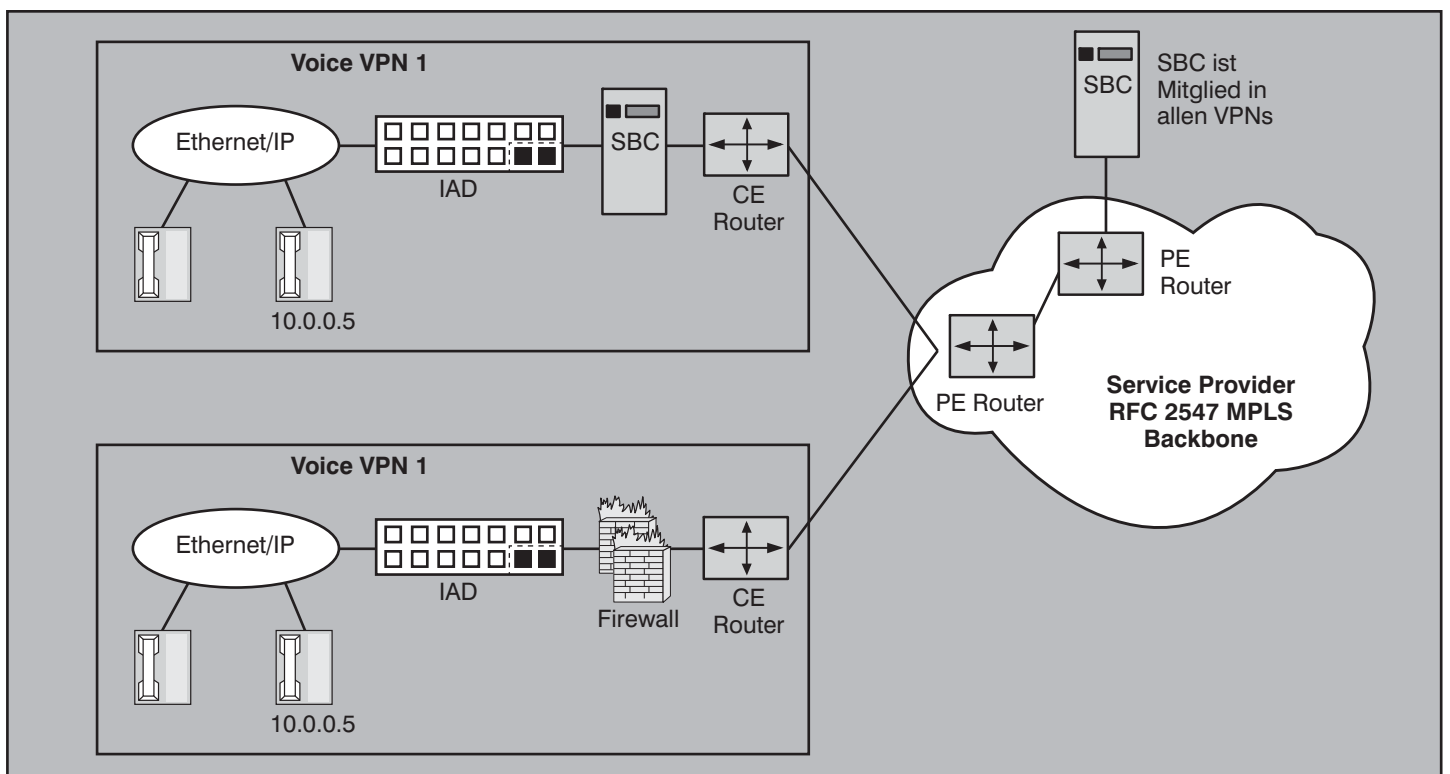 Voice VPN 1
Ethernet/IP
IAD
SBC
CE
Router
10.0.0.5
SBC
SBC ist
Mitglied in
allen VPNs
PE
Router
PE Router
Service Provider
RFC 2547 MPLS
Backbone
Voice VPN 1
Ethernet/IP
IAD
Firewall
CE
Router
10.0.0.5